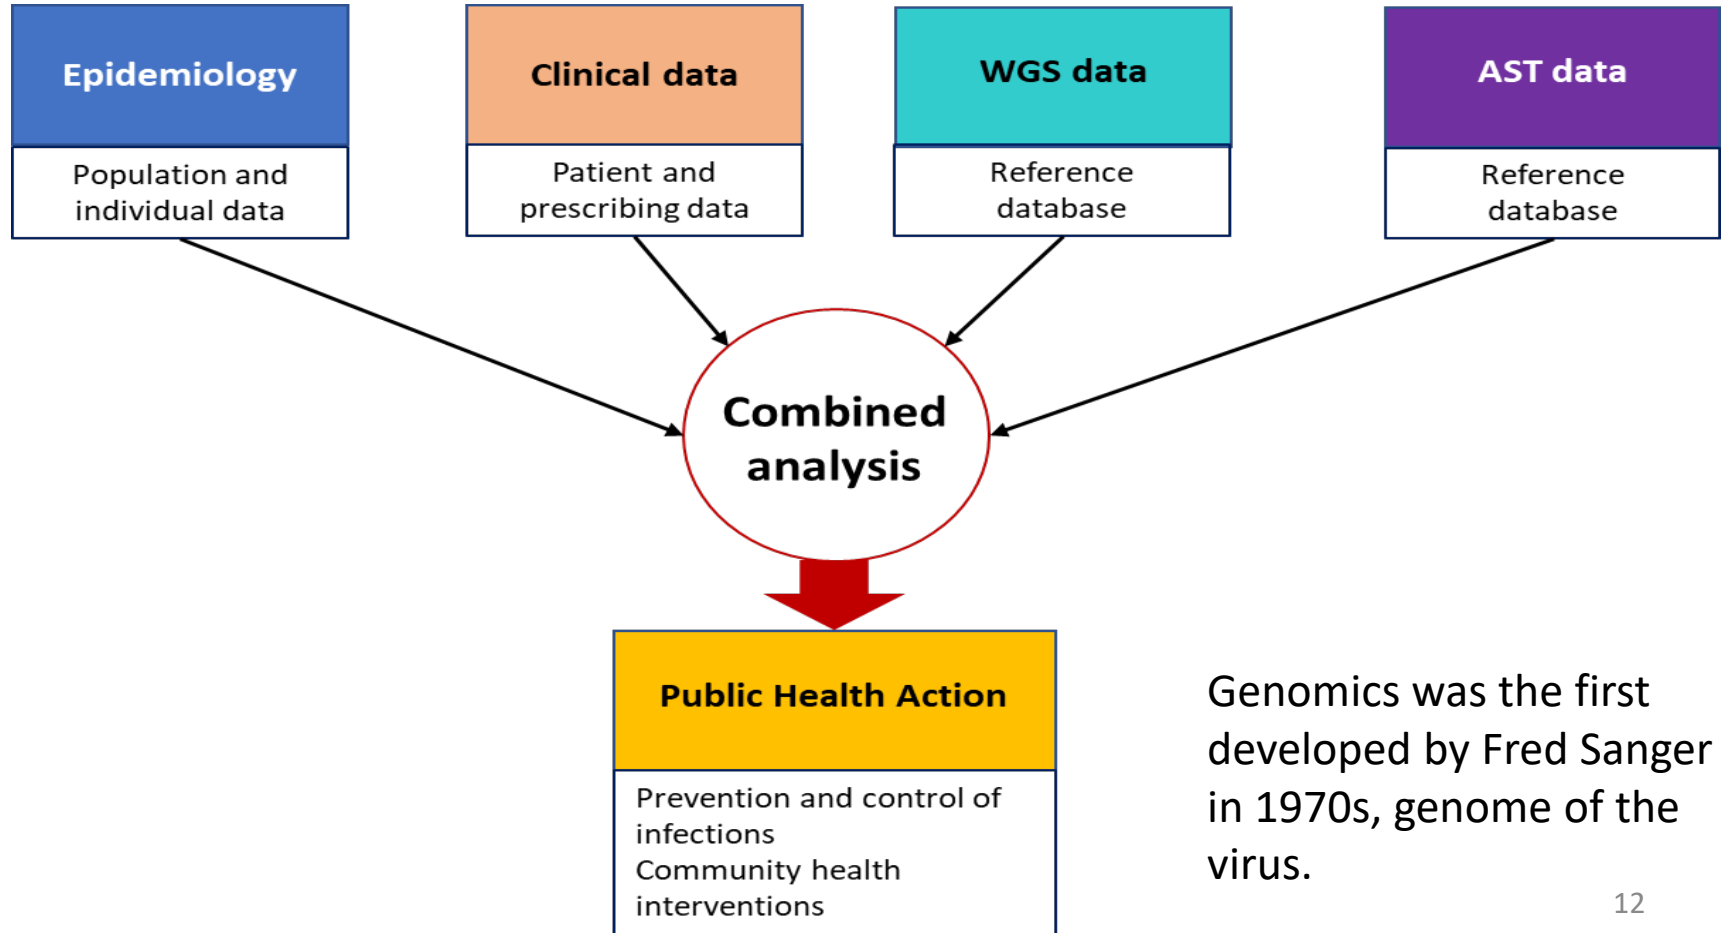 Epidemiology
Population and
individual data
Clinical data
Patient and
prescribing data
WGS data
Reference
database
AST data
Reference
database
Combined
analysis
Public Health Action
Prevention and control of
infections
Community health
interventions
Genomics was the first
developed by Fred Sanger
in 1970s, genome of the
virus.
12